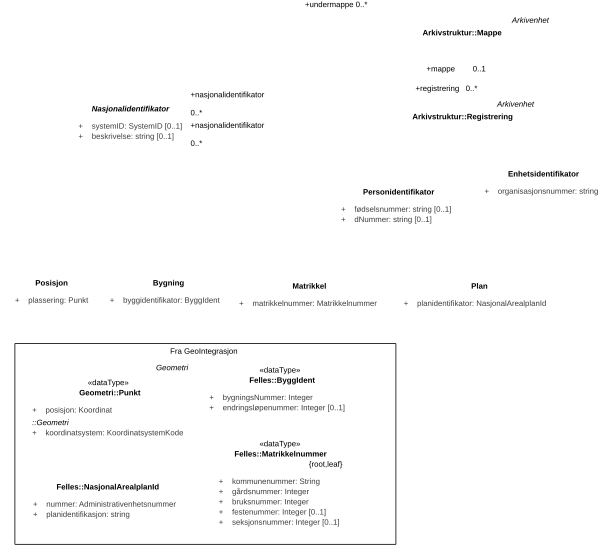 +undermappe 0..*
Arkivenhet
Arkivstruktur::Mappe
+mappe 0..1
+nasjonalidentifikator
+registrering 0..*
Arkivenhet
Nasjonalidentifikator
0..*
Arkivstruktur::Registrering
+ systemID: SystemID [0..1]
+nasjonalidentifikator
+ beskrivelse: string [0..1]
0..*
Enhetsidentifikator
Personidentifikator
+ organisasjonsnummer: string
+ fødselsnummer: string [0..1]
+ dNummer: string [0..1]
Posisjon
Bygning
Matrikkel
Plan
+ plassering: Punkt
+ byggidentifikator: ByggIdent
+ matrikkelnummer: Matrikkelnummer
+ planidentifikator: NasjonalArealplanId
Fra GeoIntegrasjon
Geometri
«dataType»
Geometri::Punkt
+ posisjon: Koordinat
::Geometri
+ koordinatsystem: KoordinatsystemKode
«dataType»
Felles::ByggIdent
+ bygningsNummer: Integer
+ endringsløpenummer: Integer [0..1]
«dataType»
Felles::Matrikkelnummer
{root,leaf}
+ kommunenummer: String
+ gårdsnummer: Integer
+ bruksnummer: Integer
+ festenummer: Integer [0..1]
+ seksjonsnummer: Integer [0..1]
Felles::NasjonalArealplanId
+ nummer: Administrativenhetsnummer
+ planidentifikasjon: string